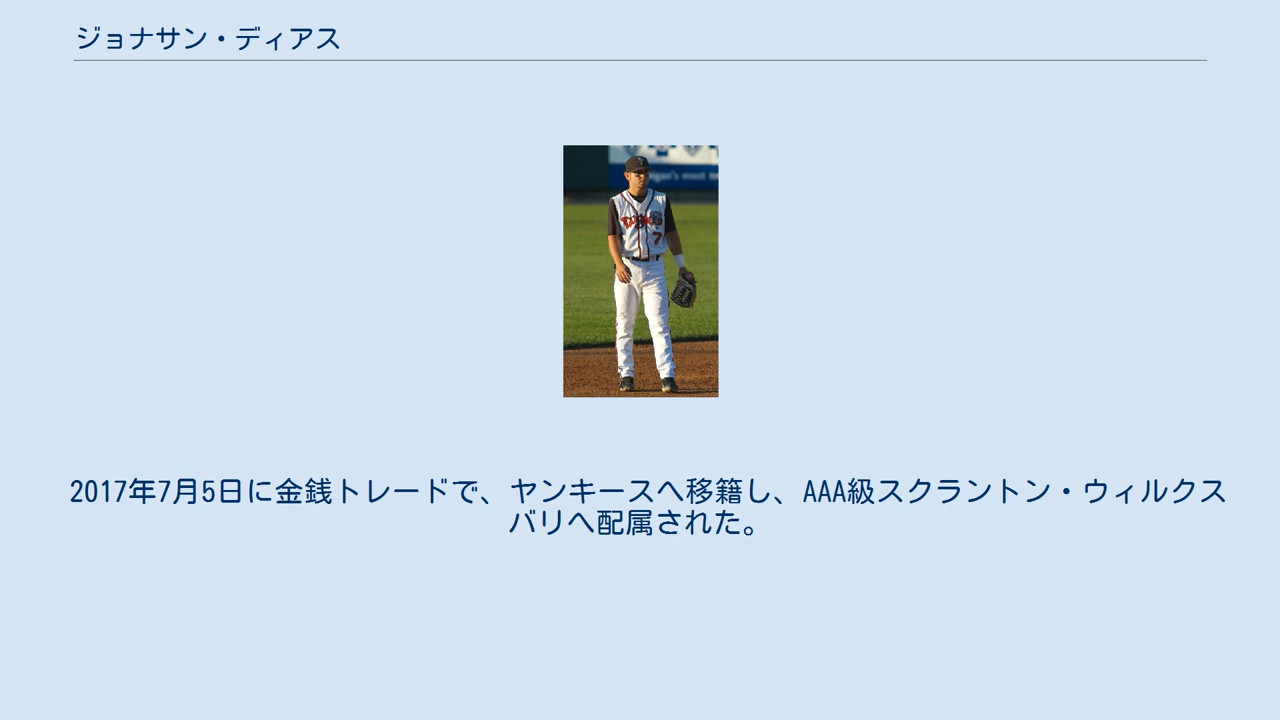 ジョナサン・ディアス
igan's most
7
2017年7月5日に金銭トレードで、ヤンキースへ移籍し、AAA級スクラントン・ウィルクス
バリへ配属された。